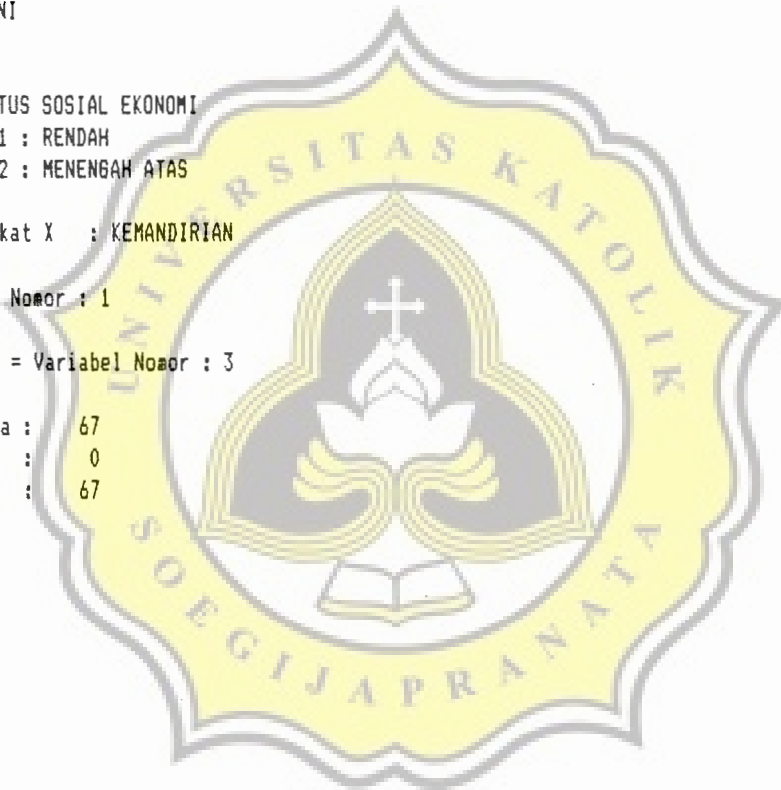 NI
TUS SOSIAL EKONOMI
1 : RENDAH
2 : MENENGAH ATAS
kat X : KEMANDIRIAN
Nomor : 1
= Variabel Nomor : 3
a : 67
: 0
: 67
UNIVERSITAS KATOLIK
SOEGIJAPRANATA